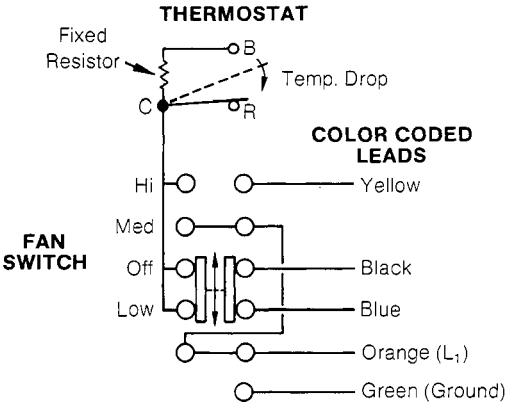 THERMOSTAT
Fixed
Resistor
B
Temp. Drop
C
R
COLOR CODED
LEADS
Hi
Yellow
Med
FAN
SWITCH
Off
Black
Low
Blue
Orange (L₁)
Green (Ground)